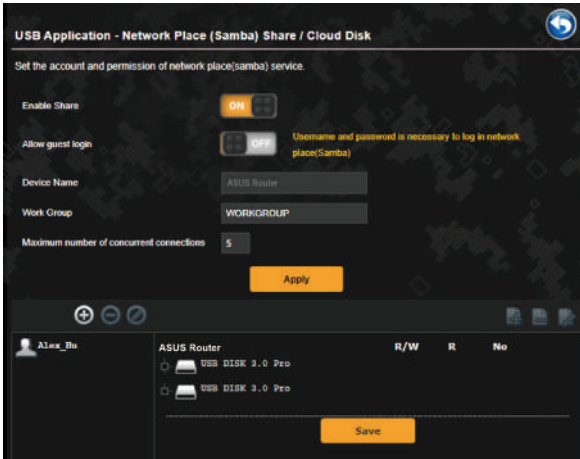 USB Application - Network Place (Samba) Share / Cloud Disk
Set the account and permission of network place(samba) service.
Enable Share
ON
Allow guest login
OFF
Username and password is necessary to log in network
place(Samba)
Device Name
ASUS Router
Work Group
WORKGROUP
Maximum number of concurrent connections
5
Apply
Alex_Hu
ASUS Router
R/W
R
No
USB DISK 3.0 Pro
USB DISK 3.0 Pro
Save